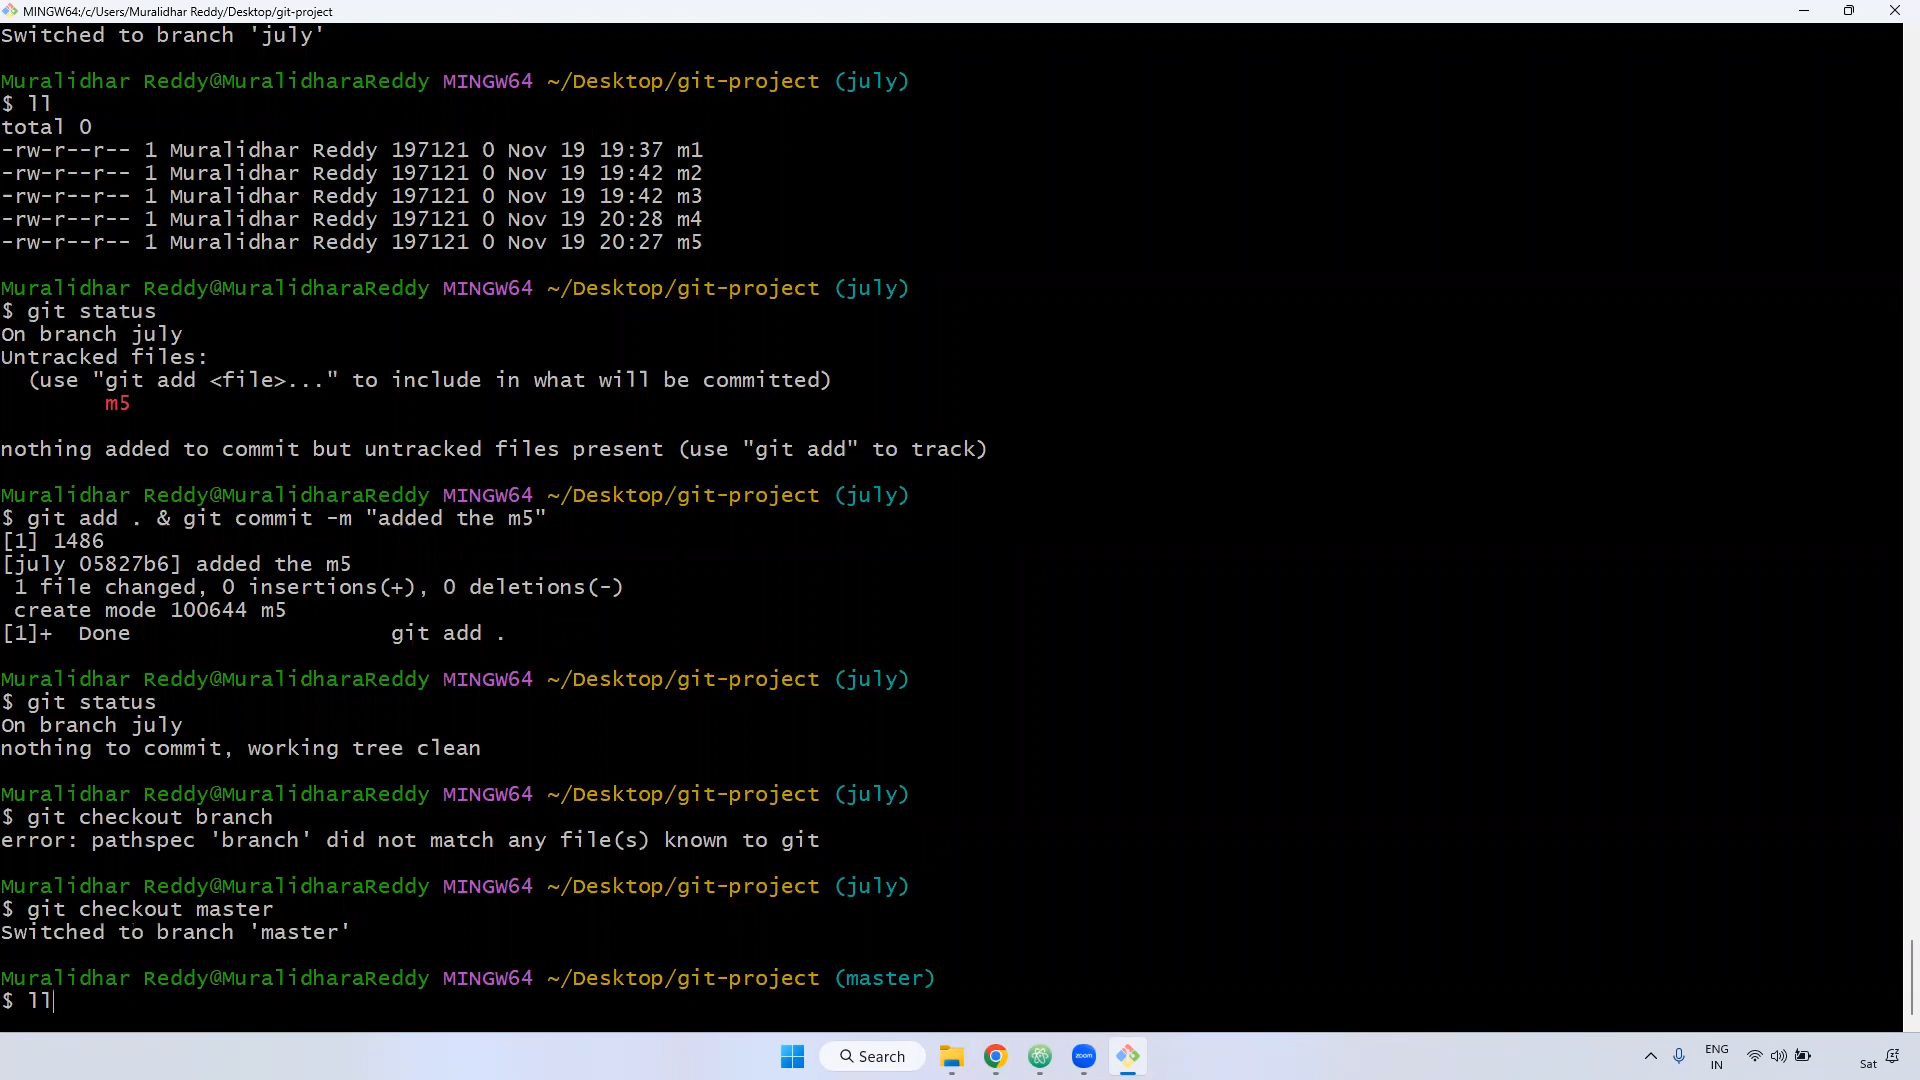 MINGW64:/c/Users/Muralidhar Reddy/Desktop/git-project
Switched to branch 'july'
Muralidhar Reddy@MuralidharaReddy MINGW64 ~/Desktop/git-project (july)
$ ll
total 0
-rw-r--r-- 1 Muralidhar Reddy 197121 0 Nov 19 19:37 m1
-rw-r--r-- 1 Muralidhar Reddy 197121 0 Nov 19 19:42 m2
-rw-r--r-- 1 Muralidhar Reddy 197121 0 Nov 19 19:42 m3
-rw-r--r-- 1 Muralidhar Reddy 197121 0 Nov 19 20:28 m4
-rw-r--r-- 1 Muralidhar Reddy 197121 0 Nov 19 20:27 m5
Muralidhar Reddy@MuralidharaReddy MINGW64 ~/Desktop/git-project (july)
$ git status
On branch july
Untracked files:
  (use "git add <file>..." to include in what will be committed)
        m5
nothing added to commit but untracked files present (use "git add" to track)
Muralidhar Reddy@MuralidharaReddy MINGW64 ~/Desktop/git-project (july)
$ git add . & git commit -m "added the m5"
[1] 1486
[july 05827b6] added the m5
 1 file changed, 0 insertions(+), 0 deletions(-)
 create mode 100644 m5
[1]+  Done                    git add .
Muralidhar Reddy@MuralidharaReddy MINGW64 ~/Desktop/git-project (july)
$ git status
On branch july
nothing to commit, working tree clean
Muralidhar Reddy@MuralidharaReddy MINGW64 ~/Desktop/git-project (july)
$ git checkout branch
error: pathspec 'branch' did not match any file(s) known to git
Muralidhar Reddy@MuralidharaReddy MINGW64 ~/Desktop/git-project (july)
$ git checkout master
Switched to branch 'master'
Muralidhar Reddy@MuralidharaReddy MINGW64 ~/Desktop/git-project (master)
$ ll
Search
zoom
ENG
IN
Sat